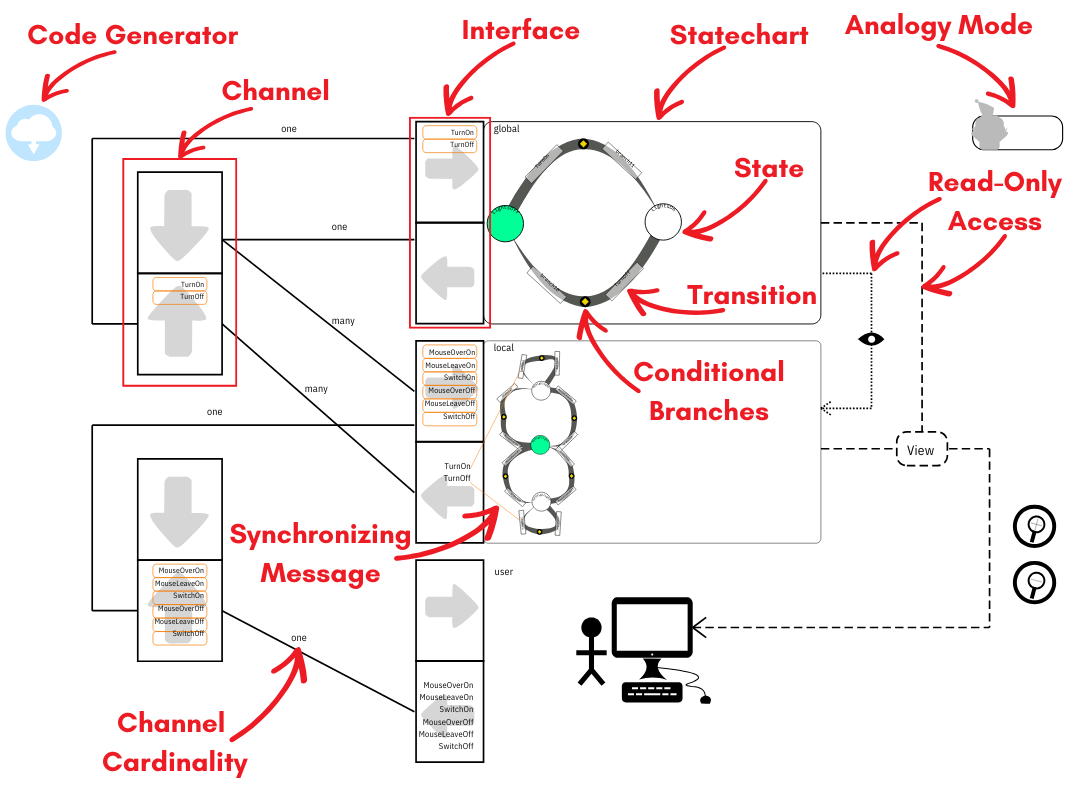 Code Generator
Interface
Statechart
Analogy Mode
Channel
one
TurnOn
TurnOff
global
State
Read-Only
Access
one
TurnOn
TurnOff
Transition
many
local
MouseOverOn
MouseLeaveOn
SwitchOn
MouseOverOff
MouseLeaveOff
SwitchOff
Conditional
Branches
many
one
View
TurnOn
TurnOff
Synchronizing
Message
MouseOverOn
MouseLeaveOn
SwitchOn
MouseOverOff
MouseLeaveOff
SwitchOff
user
one
MouseOverOn
MouseLeaveOn
SwitchOn
MouseOverOff
MouseLeaveOff
SwitchOff
Channel
Cardinality